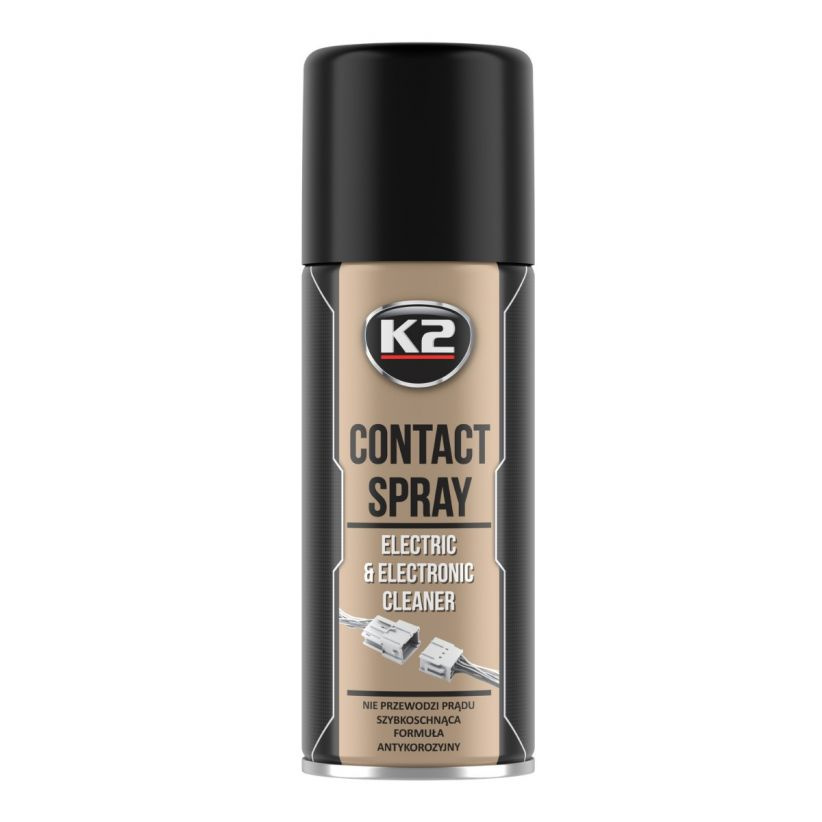 K2
CONTACT
SPRAY
ELECTRIC
& ELECTRONIC
CLEANER
NIE PRZEWODZI PRĄDU
SZYBKOSCHNĄCA
FORMUŁA
ANTYKOROZYJNY